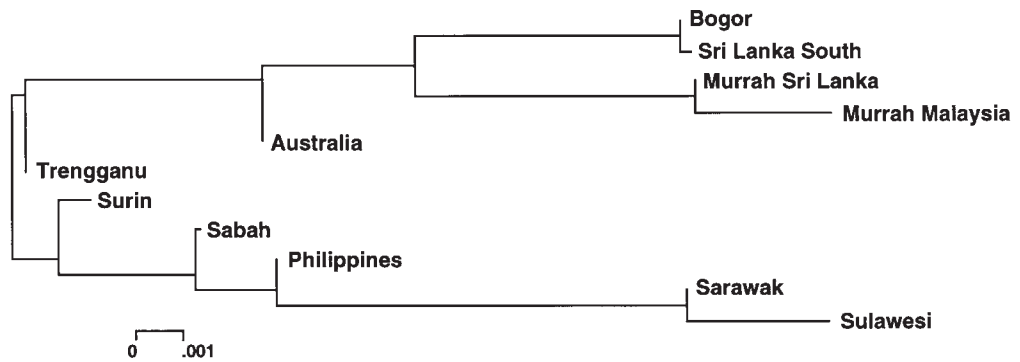 Bogor
Sri Lanka South
Murrah Sri Lanka
Murrah Malaysia
Australia
Trengganu
Surin
Sabah
Philippines
Sarawak
Sulawesi
0 .001